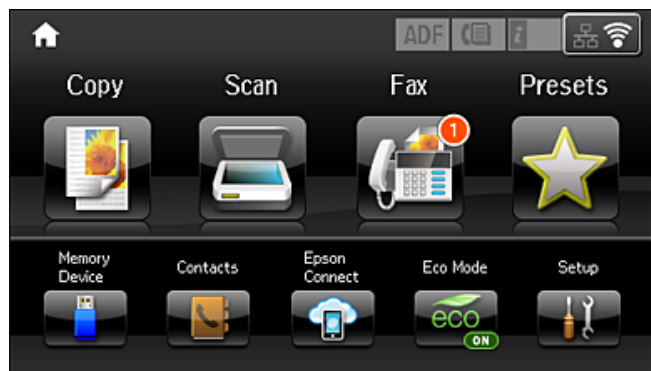 ADF i
Copy Scan Fax Presets
1
Memory
Device
Contacts
Epson
Connect
Eco Mode
Setup
eco
ON